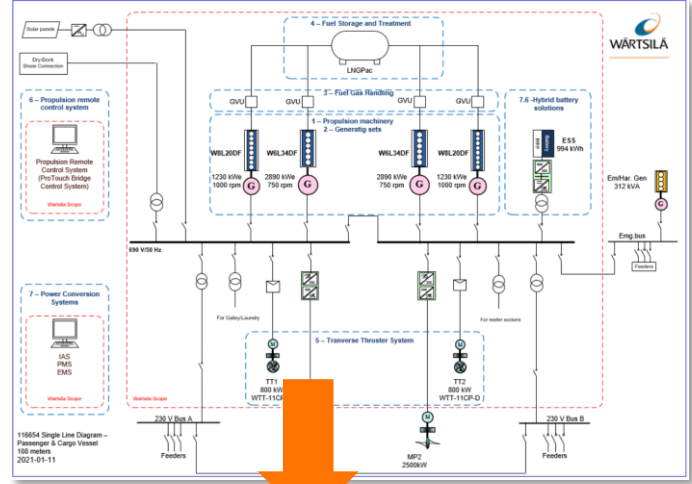 Solar panels
Dry-Dock
Shore Connection
WÄRTSILÄ
4 – Fuel Storage and Treatment
LNGPac
3 – Fuel Gas Handling
GVU
GVU
GVU
GVU
1 – Propulsion machinery
2 – Generatig sets
W8L20DF
W6L34DF
W6L34DF
W8L20DF
1230 kWe
1000 rpm
2890 kWe
750 rpm
2890 kWe
750 rpm
1230 kWe
1000 rpm
G
G
G
G
7.6 -Hybrid battery
solutions
Battery
ESS
994 kWh
Em/Har. Gen
312 kVA
G
Emg.bus
Feeders
6 – Propulsion remote
control system
Propulsion Remote
Control System
(ProTouch Bridge
Control System)
Wartsila Scope
690 V/50 Hz
For Galley/Laundry
For reefer sockets
7 – Power Conversion
Systems
IAS
PMS
EMS
Wartsila Scope
Wartsila Scope
5 – Tranverse Thruster System
M
M
TT1
800 kW
WTT-11CP
TT2
800 kW
WTT-11CP-D
M
MP2
2500kW
230 V Bus A
230 V Bus B
Feeders
Feeders
116654 Single Line Diagram –
Passenger & Cargo Vessel
108 meters
2021-01-11